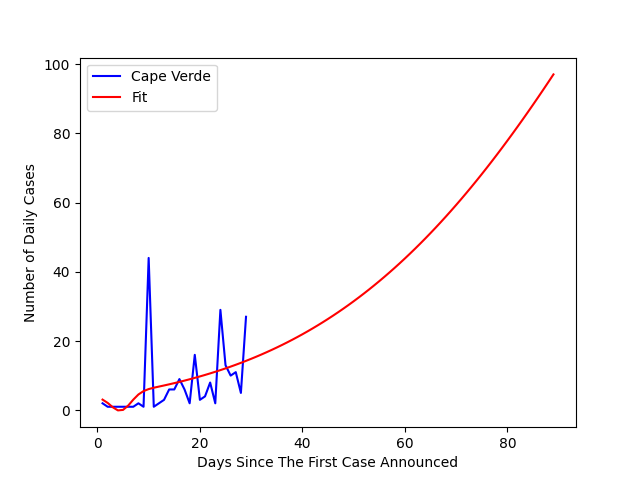 Cape Verde
Fit
100
80
60
40
20
0
Number of Daily Cases
0 20 40 60 80
Days Since The First Case Announced